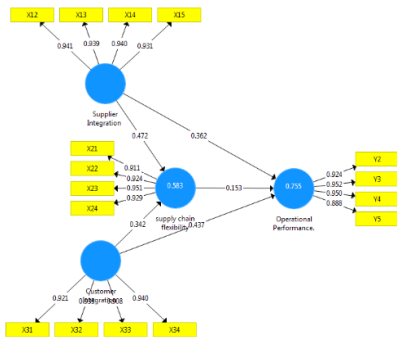 X12 X13 X14 X15
0.941 0.939 0.940 0.931
Supplier
Integration
0.472 0.362
X21
X22
X23
X24
0.911
0.924
0.951
0.929
0.583
supply chain
flexibility
0.153
0.755
Operational
Performance.
0.924
0.952
0.950
0.888
Y2
Y3
Y4
Y5
0.342 0.437
Customer
Integration
0.921 0.908 0.940
X31 X32 X33 X34